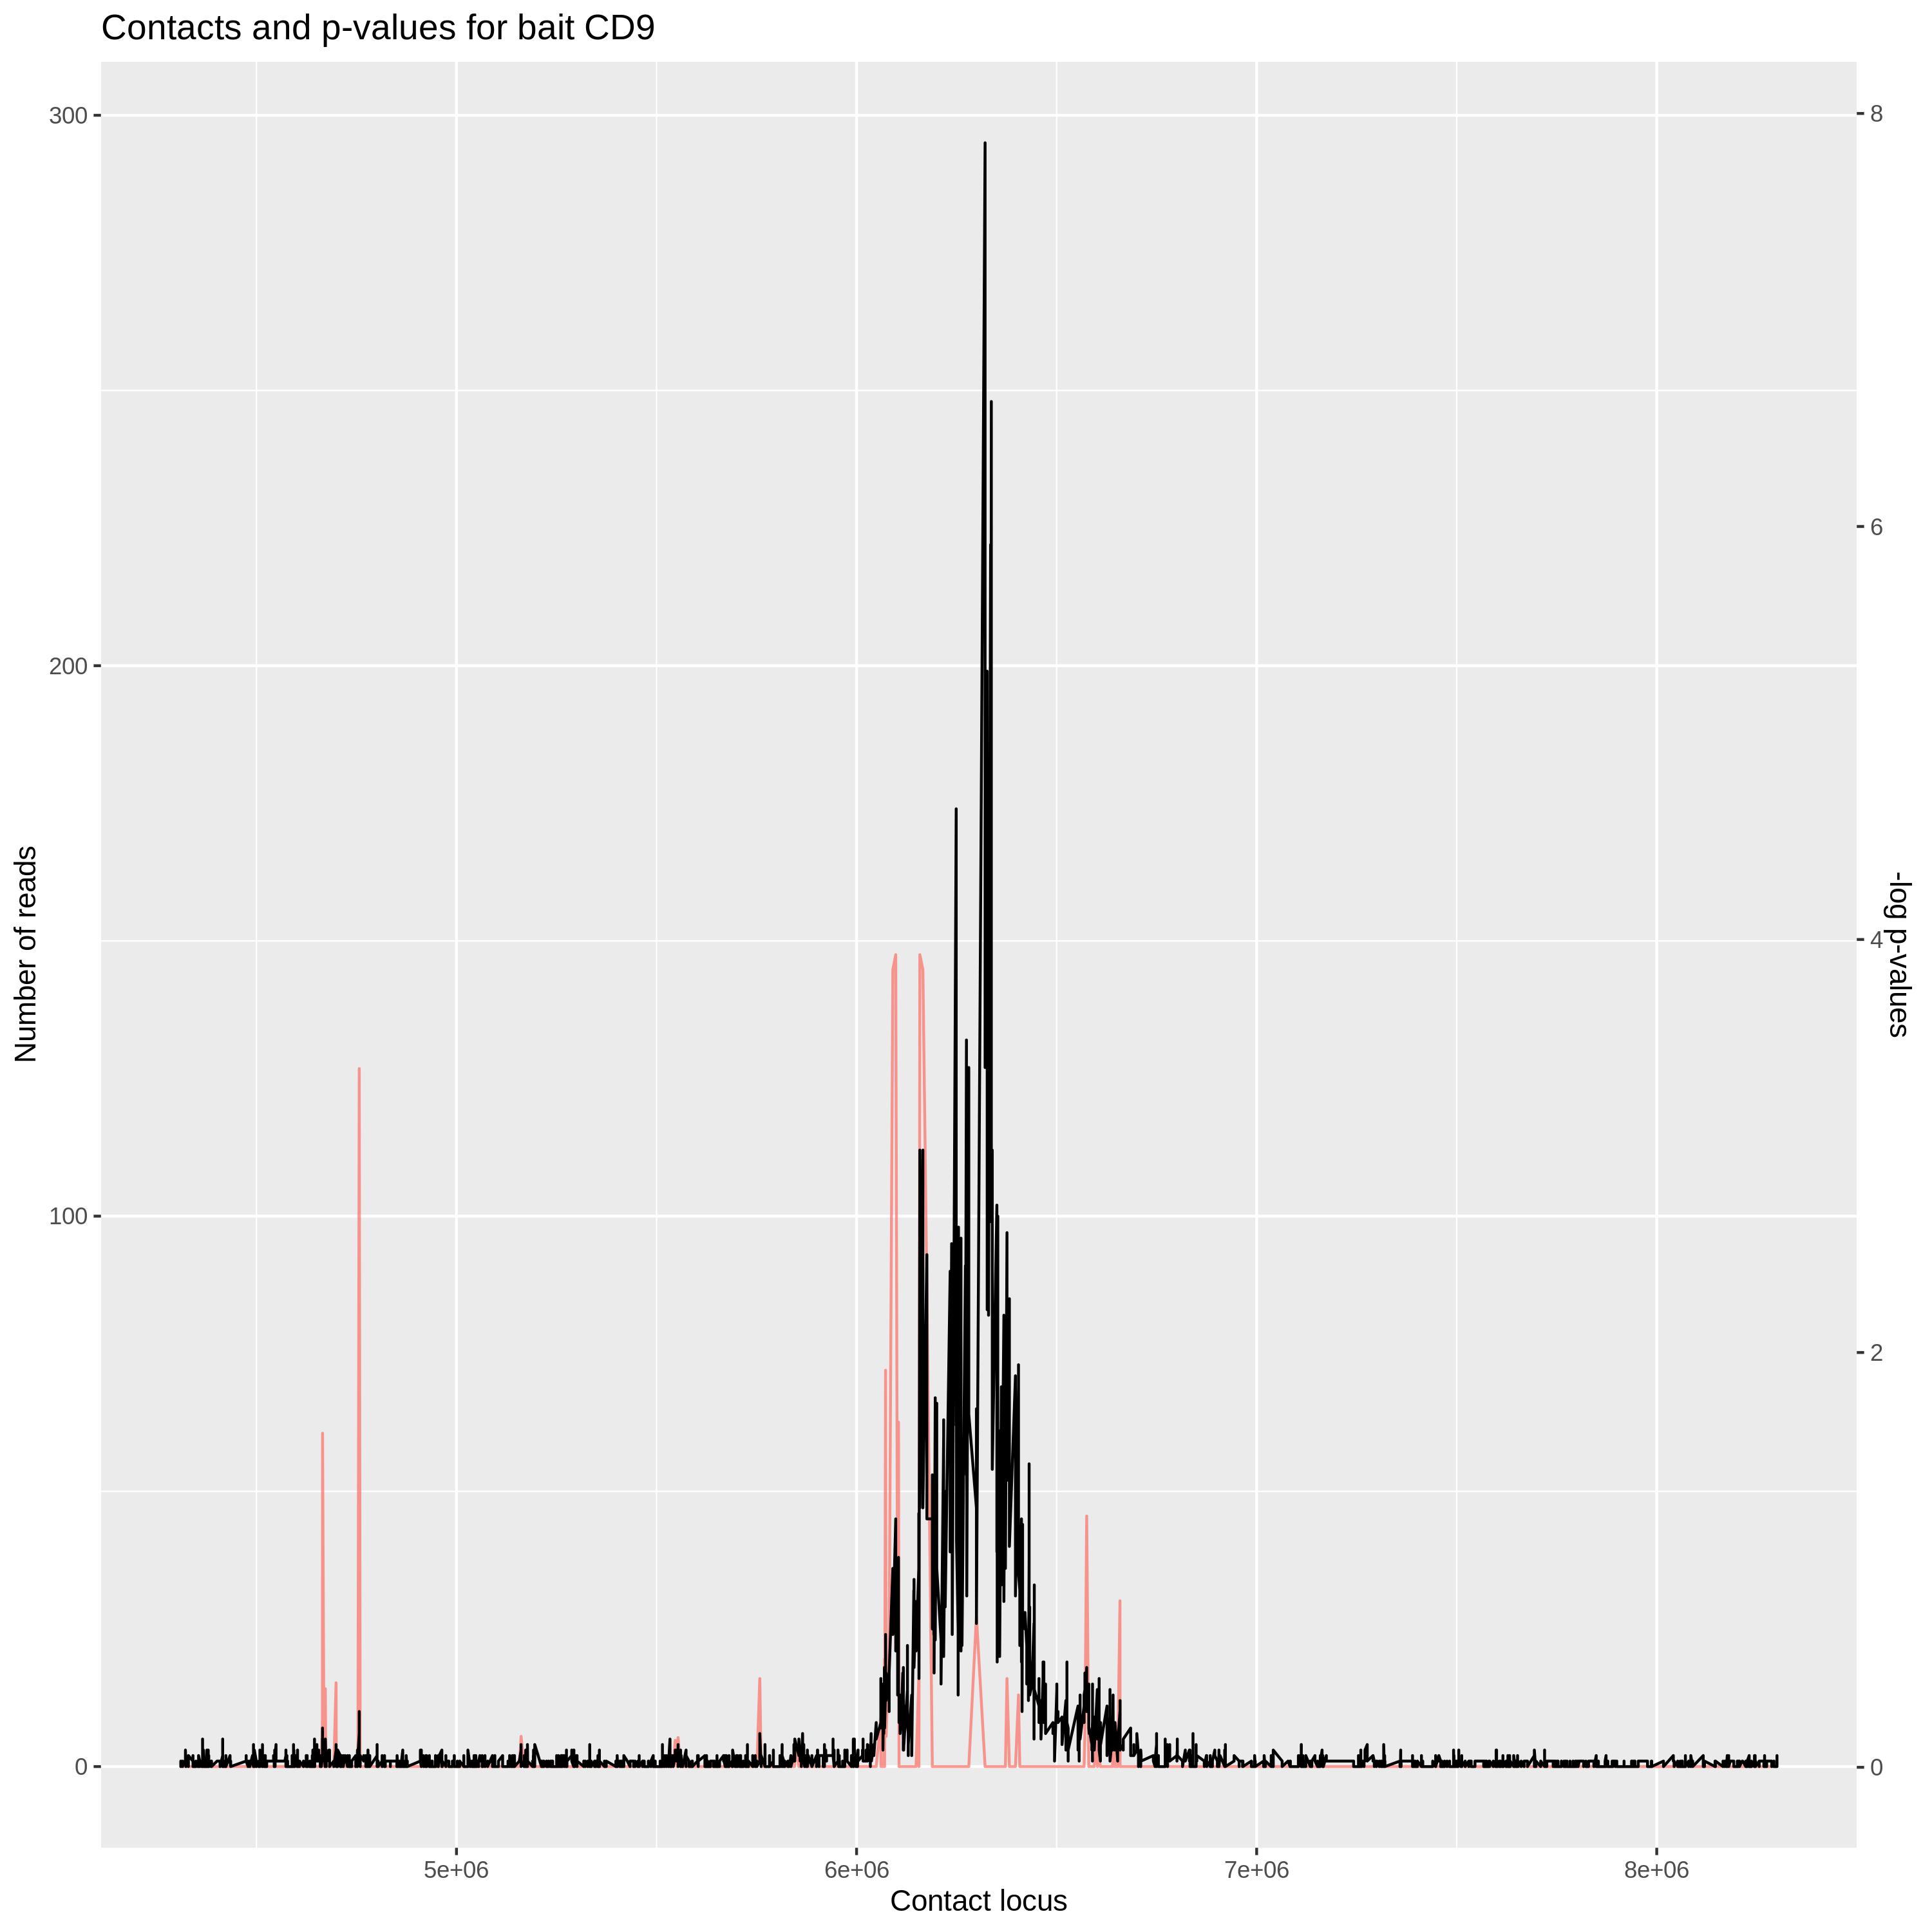 Contacts and p-values for bait CD9
300
200
100
0
Number of reads
8
6
4
2
0
-log p-values
5e+06
6e+06
7e+06
8e+06
Contact locus